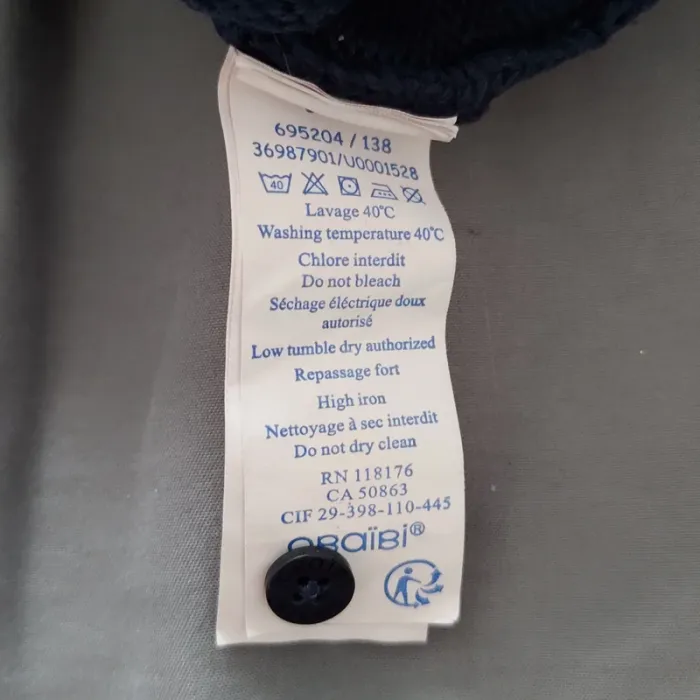 695204 / 138
36987901/U0001528
40
Lavage 40°C
Washing temperature 40°C
Chlore interdit
Do not bleach
Séchage éléctrique doux
autorisé
Low tumble dry authorized
Repassage fort
High iron
Nettoyage à sec interdit
Do not dry clean
RN 118176
CA 50863
CIF 29-398-110-445
OBAÏBI®